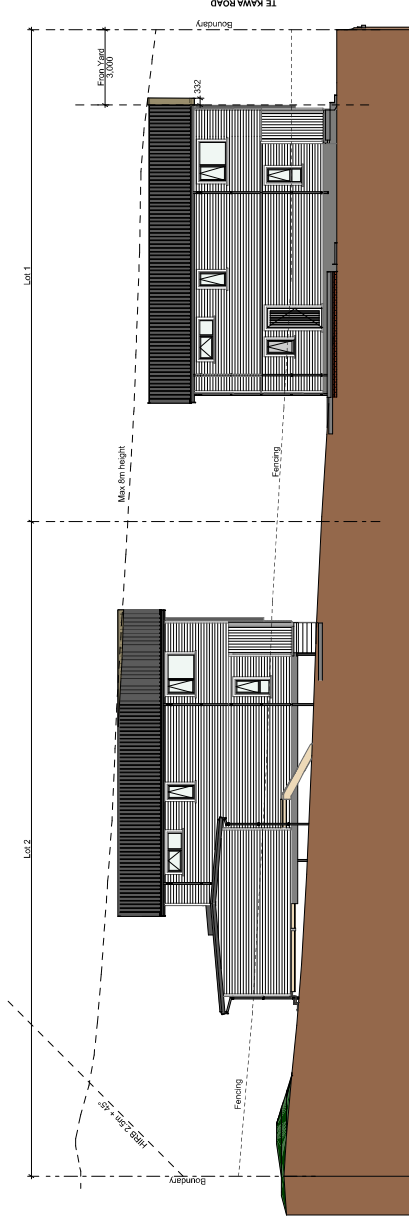 TE KAWA ROAD
Boundary
Fron Yard
3,000
332
Lot 1
Max 8m height
Fencing
Lot 2
Fencing
HIRB 2.5m + 45°
Boundary